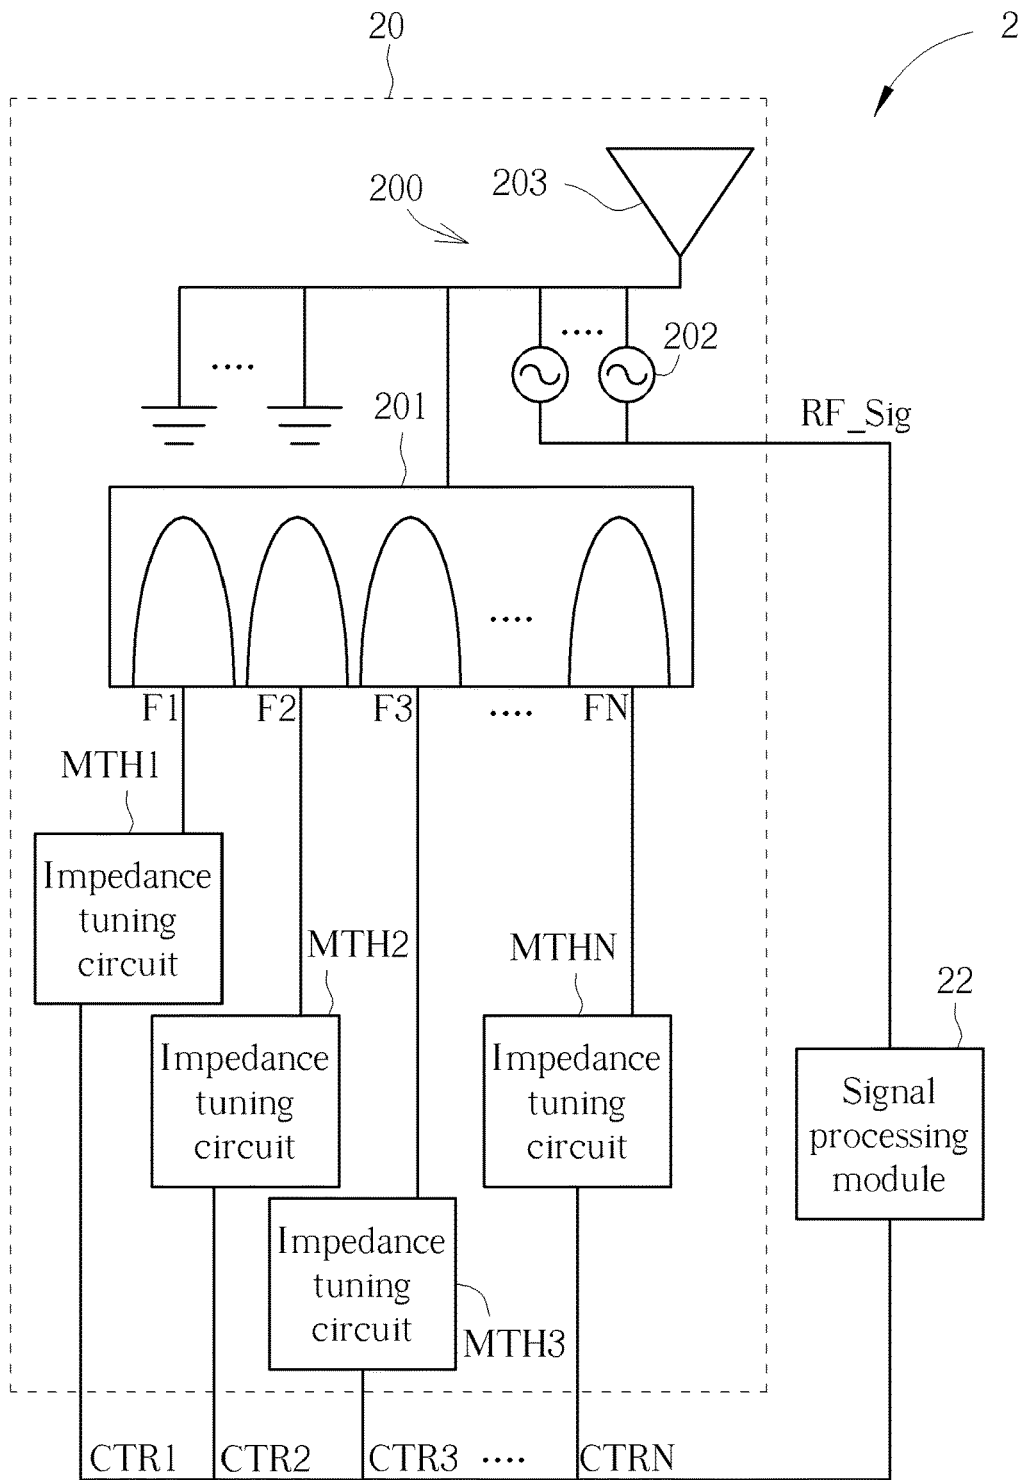 20
2
200
203
202
201
RF_Sig
F1 F2 F3 .... FN
MTH1
Impedance
tuning
circuit
MTH2
MTHN
22
Impedance
tuning
circuit
Impedance
tuning
circuit
Signal
processing
module
Impedance
tuning
circuit
MTH3
CTR1 CTR2 CTR3 .... CTRN